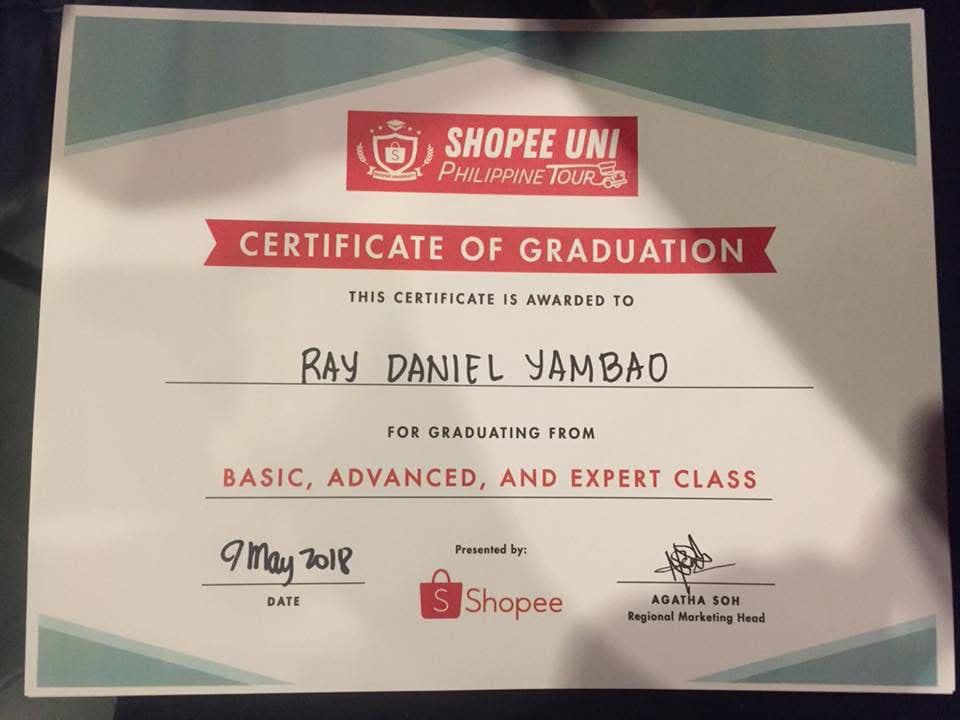 SHOPEE UNI
PHILIPPINE TOUR
CERTIFICATE OF GRADUATION
THIS CERTIFICATE IS AWARDED TO
RAY DANIEL YAMBAO
FOR GRADUATING FROM
BASIC, ADVANCED, AND EXPERT CLASS
9 May 2018
DATE
Presented by:
S Shopee
AGATHA SOH
Regional Marketing Head